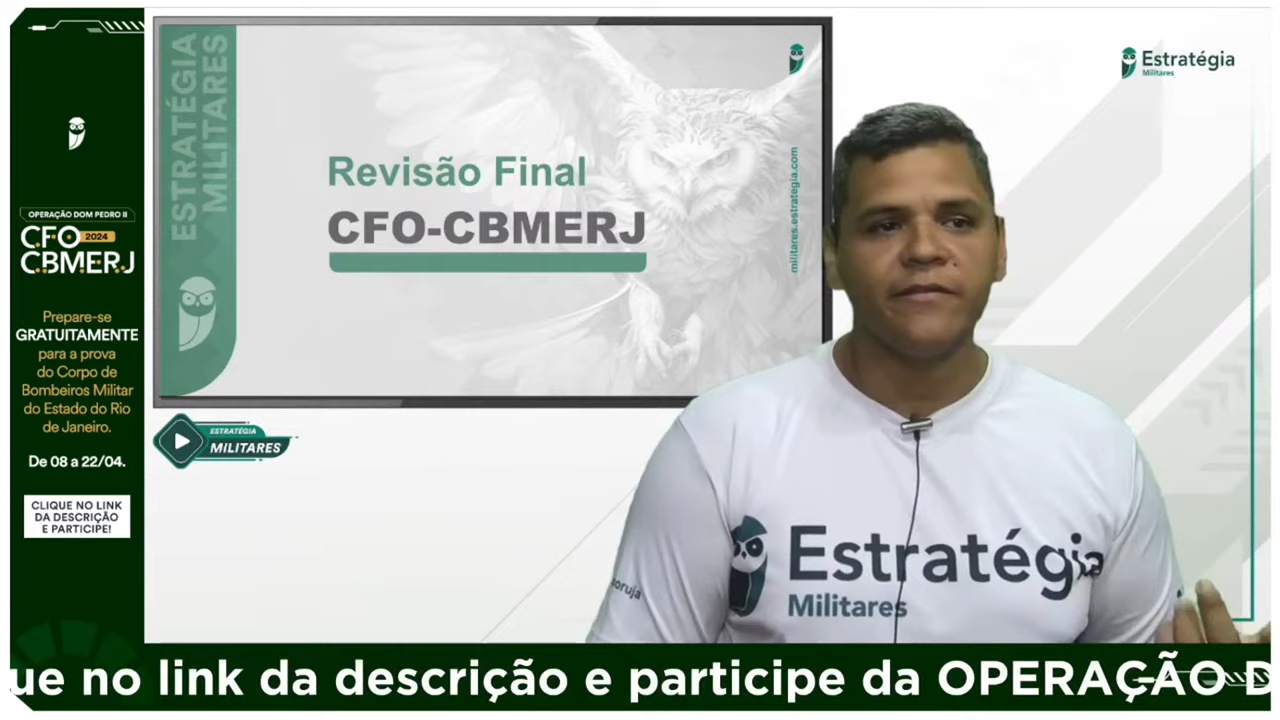 OPERAÇÃO DOM PEDRO II
CFO 2024
CBMERJ
Prepare-se
GRATUITAMENTE
para a prova
do Corpo de
Bombeiros Militar
do Estado do Rio
de Janeiro.
De 08 a 22/04.
CLIQUE NO LINK
DA DESCRIÇÃO
E PARTICIPE!
ESTRATÉGIA
MILITARES
Revisão Final
CFO-CBMERJ
militares.estrategia.com
ESTRATÉGIA
MILITARES
Estratégia
Militares
oruja
Estratégia
Militares
ue no link da descrição e participe da OPERAÇÃO D